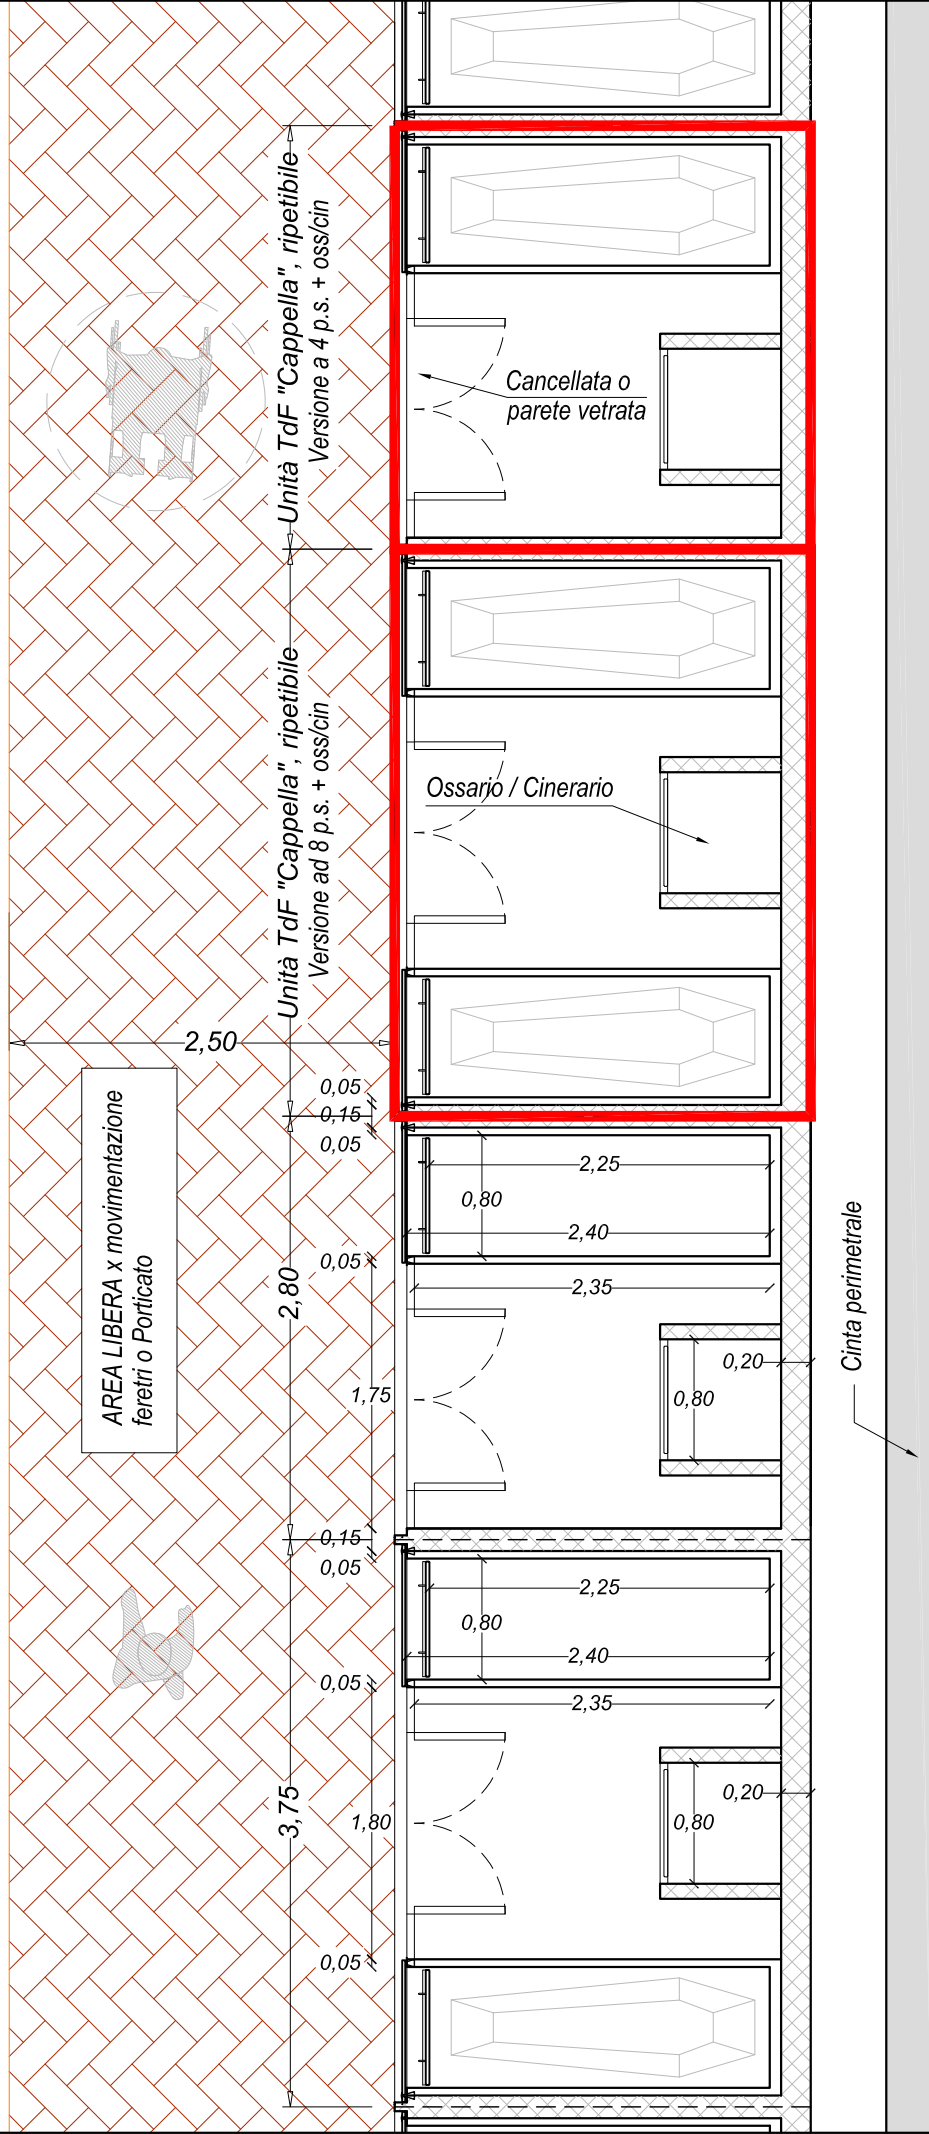 Unità TdF "Cappella", ripetibile
Versione a 4 p.s. + oss/cin
Cancellata o
parete vetrata
Unità TdF "Cappella", ripetibile
Versione ad 8 p.s. + oss/cin
Ossario / Cinerario
2,50
0,05
0,15
0,05
AREA LIBERA x movimentazione
feretri o Porticato
2,25
0,80
2,40
0,05
2,80
2,35
Cinta perimetrale
0,20
1,75
0,80
0,15
0,05
2,25
0,80
2,40
0,05
2,35
3,75
0,20
1,80
0,80
0,05